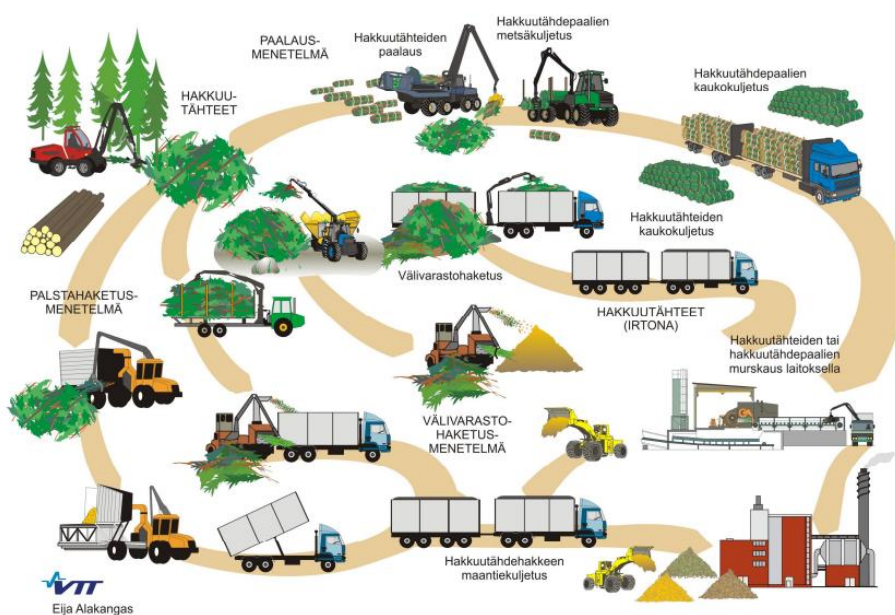 PAALAUS-
MENETELMÄ
Hakkuutähteiden
paalaus
Hakkuutähdepaalien
metsäkuljetus
Hakkuutähdepaalien
kaukokuljetus
HAKKUU-
TÄHTEET
Hakkuutähteiden
kaukokuljetus
Välivarastohaketus
PALSTAHAKETUS-
MENETELMÄ
HAKKUUTÄHTEET
(IRTONA)
Hakkuutähteiden tai
hakkuutähdepaalien
murskaus laitoksella
VÄLIVARASTO-
HAKETUS-
MENETELMÄ
Hakkuutähdehakkeen
maantiekuljetus
VTT
Eija Alakangas